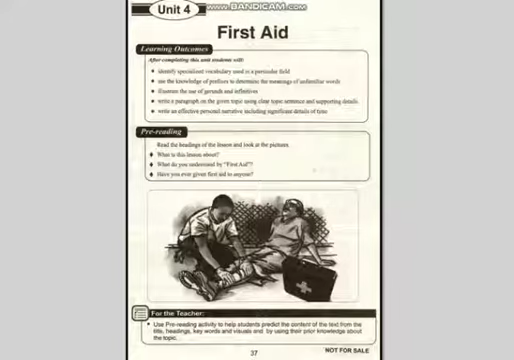 Unit 4
www.BANDICAM.com
First Aid
Learning Outcomes
After completing this unit students will:
identify specialized vocabulary used in a particular field
use the knowledge of prefixes to determine the meanings of unfamiliar words
illustrate the use of gerunds and infinitives
write a paragraph on the given topic using clear topic sentence and supporting details
write an effective personal narrative including significant details of time
Pre-reading
Read the headings of the lesson and look at the pictures.
What is this lesson about?
What do you understand by "First Aid"?
Have you ever given first aid to anyone?
For the Teacher:
Use Pre-reading activity to help students predict the content of the text from the
title, headings, key words and visuals and by using their prior knowledge about
the topic.
37
NOT FOR SALE